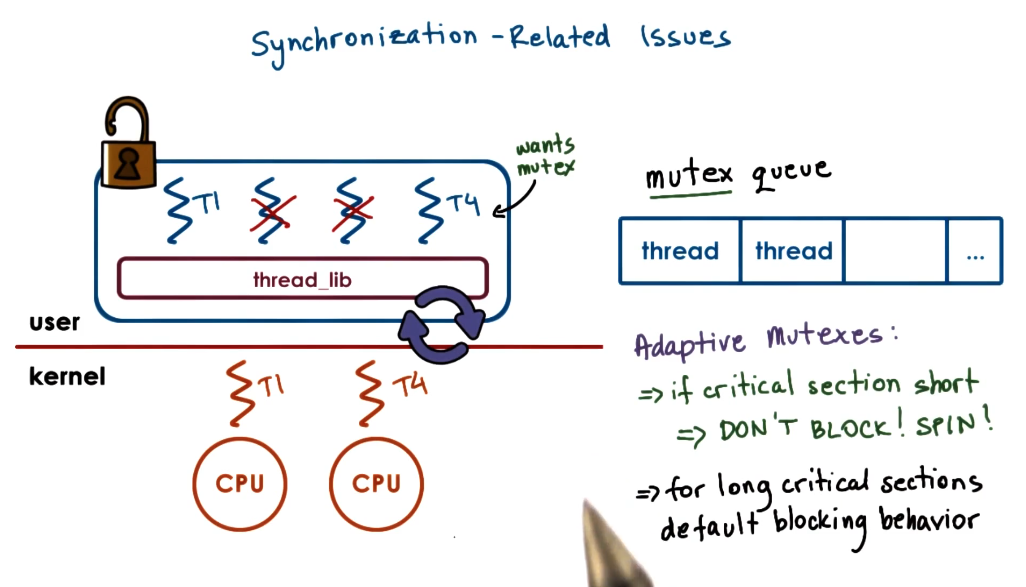 Synchronization - Related Issues
wants
mutex
T1
T4
thread_lib
user
kernel
T1
T4
CPU
CPU
mutex queue
thread thread ...
Adaptive Mutexes:
=> if critical section short
=> DON'T BLOCK! SPIN!
=> for long critical sections
default blocking behavior